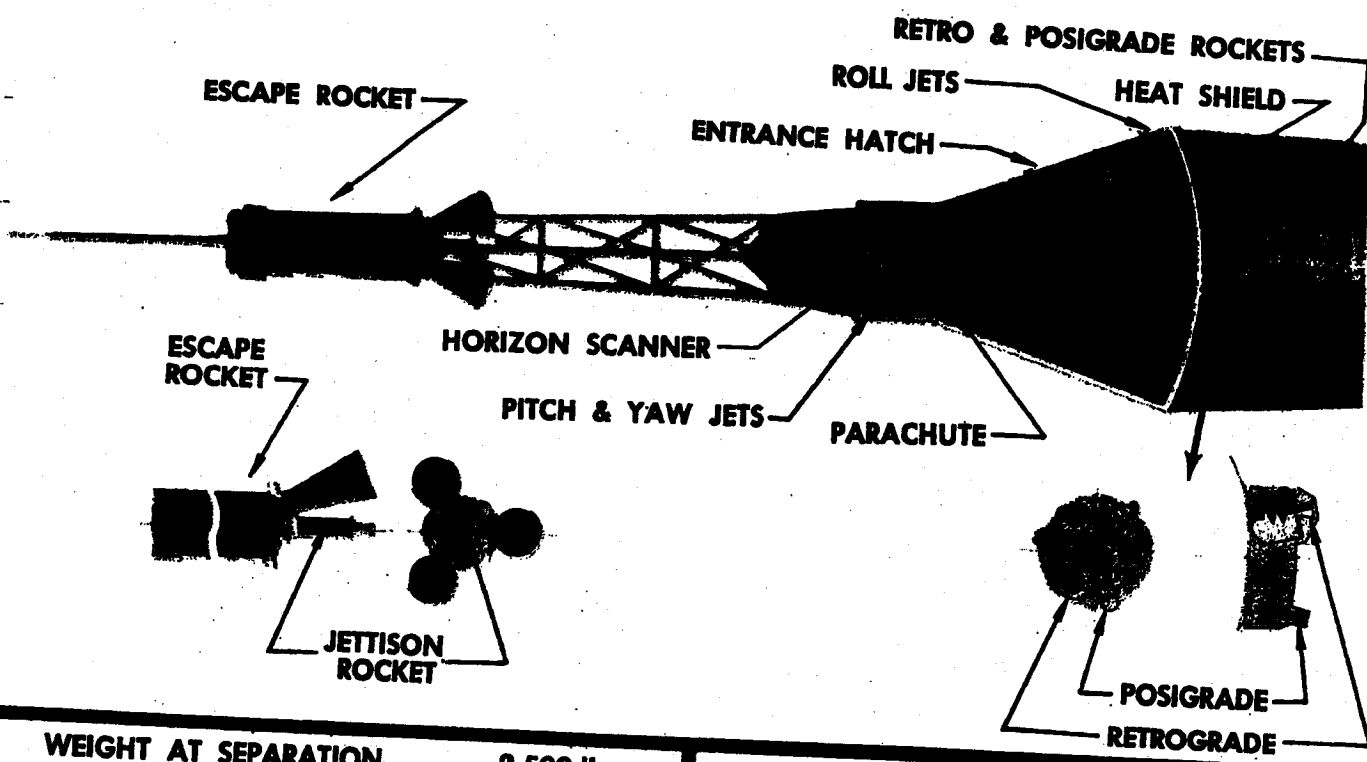 RETRO & POSIGRADE ROCKETS
ESCAPE ROCKET
ROLL JETS
HEAT SHIELD
ENTRANCE HATCH
HORIZON SCANNER
ESCAPE
ROCKET
PITCH & YAW JETS
PARACHUTE
JETTISON
ROCKET
POSIGRADE
RETROGRADE
WEIGHT AT SEPARATION